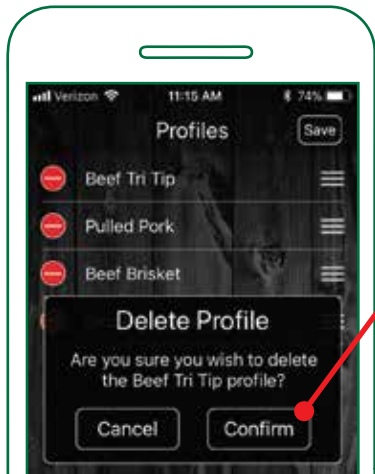 Verizon 11:15 AM 74%
Profiles Save
Beef Tri Tip
Pulled Pork
Beef Brisket
Delete Profile
Are you sure you wish to delete
the Beef Tri Tip profile?
Cancel Confirm